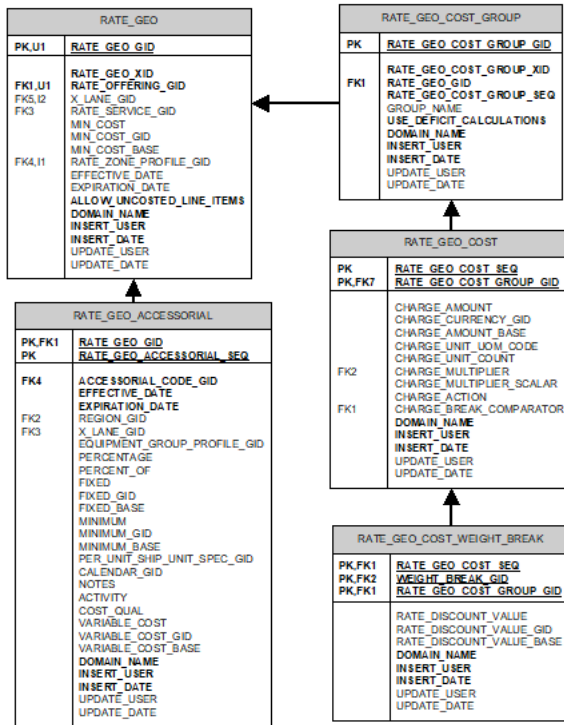 RATE_GEO
PK,U1 RATE_GEO_GID
RATE_GEO_XID
FK1,U1 RATE_OFFERING_GID
FK5,I2 X_LANE_GID
FK3 RATE_SERVICE_GID
MIN_COST
MIN_COST_GID
MIN_COST_BASE
FK4,I1 RATE_ZONE_PROFILE_GID
EFFECTIVE_DATE
EXPIRATION_DATE
ALLOW_UNCOSTED_LINE_ITEMS
DOMAIN_NAME
INSERT_USER
INSERT_DATE
UPDATE_USER
UPDATE_DATE
RATE_GEO_COST_GROUP
PK RATE_GEO_COST_GROUP_GID
RATE_GEO_COST_GROUP_XID
FK1 RATE_GEO_GID
RATE_GEO_COST_GROUP_SEQ
GROUP_NAME
USE_DEFICIT_CALCULATIONS
DOMAIN_NAME
INSERT_USER
INSERT_DATE
UPDATE_USER
UPDATE_DATE
RATE_GEO_ACCESSORIAL
PK,FK1 RATE_GEO_GID
PK RATE_GEO_ACCESSORIAL_SEQ
FK4 ACCESSORIAL_CODE_GID
EFFECTIVE_DATE
EXPIRATION_DATE
FK2 REGION_GID
FK3 X_LANE_GID
EQUIPMENT_GROUP_PROFILE_GID
PERCENTAGE
PERCENT_OF
FIXED
FIXED_GID
FIXED_BASE
MINIMUM
MINIMUM_GID
MINIMUM_BASE
PER_UNIT_SHIP_UNIT_SPEC_GID
CALENDAR_GID
NOTES
ACTIVITY
COST_QUAL
VARIABLE_COST
VARIABLE_COST_GID
VARIABLE_COST_BASE
DOMAIN_NAME
INSERT_USER
INSERT_DATE
UPDATE_USER
UPDATE_DATE
RATE_GEO_COST
PK RATE_GEO_COST_SEQ
PK,FK7 RATE_GEO_COST_GROUP_GID
CHARGE_AMOUNT
CHARGE_CURRENCY_GID
CHARGE_AMOUNT_BASE
CHARGE_UNIT_UOM_CODE
CHARGE_UNIT_COUNT
FK2 CHARGE_MULTIPLIER
CHARGE_MULTIPLIER_SCALAR
CHARGE_ACTION
FK1 CHARGE_BREAK_COMPARATOR
DOMAIN_NAME
INSERT_USER
INSERT_DATE
UPDATE_USER
UPDATE_DATE
RATE_GEO_COST_WEIGHT_BREAK
PK,FK1 RATE_GEO_COST_SEQ
PK,FK2 WEIGHT_BREAK_GID
PK,FK1 RATE_GEO_COST_GROUP_GID
RATE_DISCOUNT_VALUE
RATE_DISCOUNT_VALUE_GID
RATE_DISCOUNT_VALUE_BASE
DOMAIN_NAME
INSERT_USER
INSERT_DATE
UPDATE_USER
UPDATE_DATE